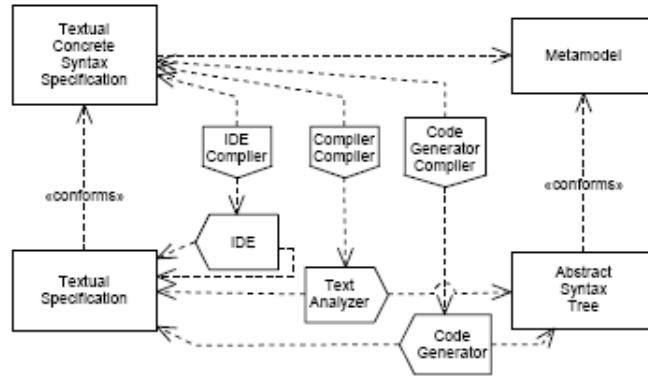 Textual
Concrete
Syntax
Specification
Metamodel
IDE
Compiler
Compiler
Compiler
Code
Generator
Compiler
«conforms»
«conforms»
IDE
Textual
Specification
Text
Analyzer
Abstract
Syntax
Tree
Code
Generator